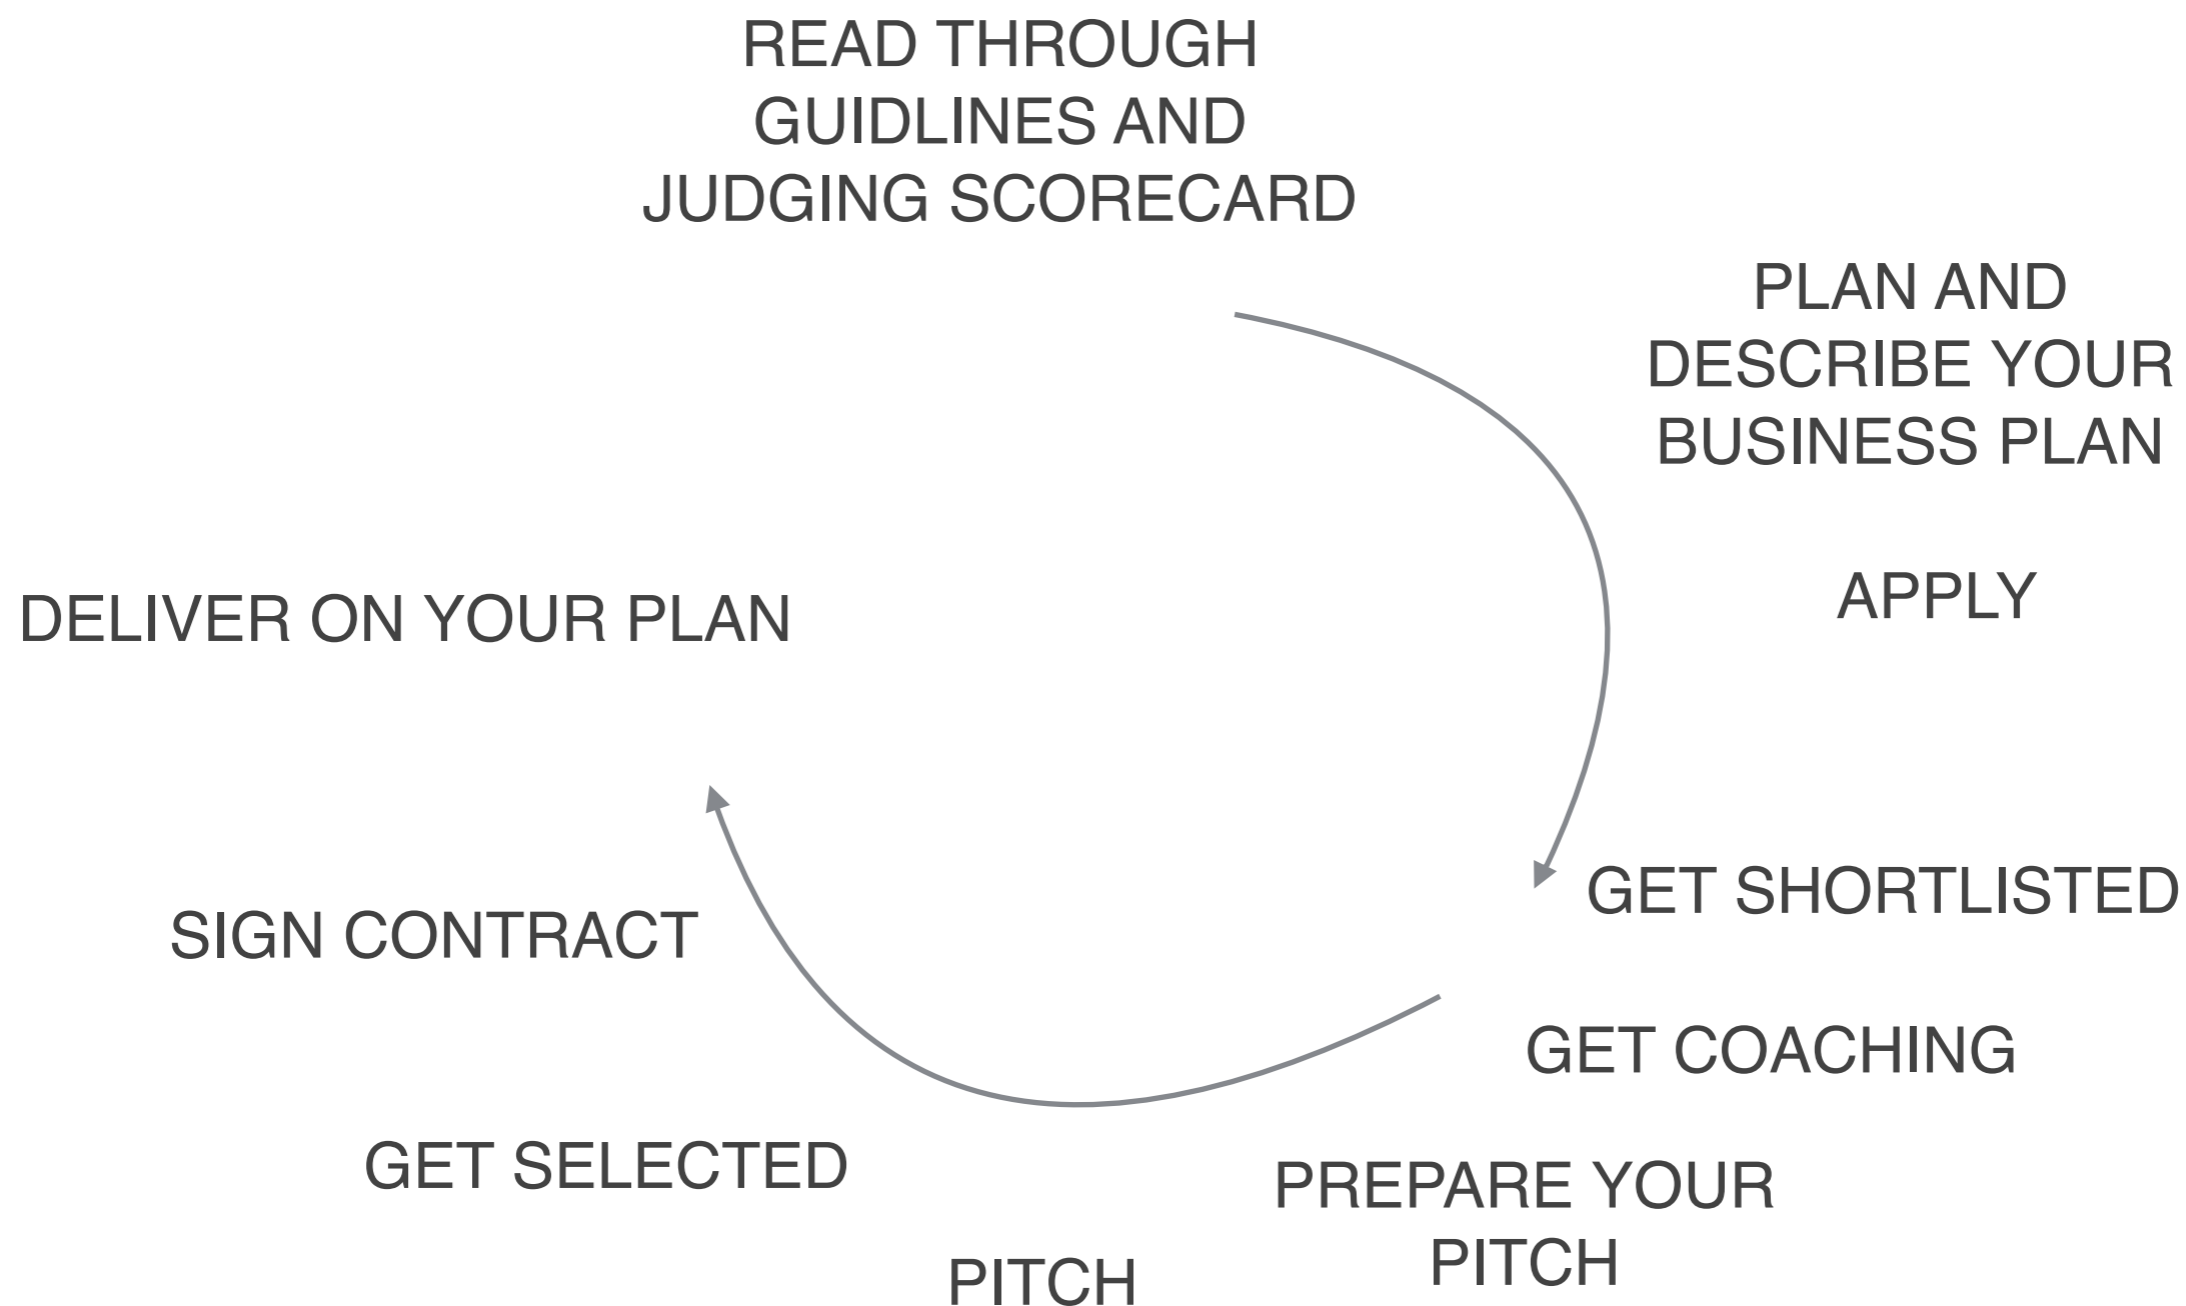 READ THROUGH
GUIDLINES AND
JUDGING SCORECARD
PLAN AND
DESCRIBE YOUR
BUSINESS PLAN
APPLY
GET SHORTLISTED
GET COACHING
PREPARE YOUR
PITCH
PITCH
GET SELECTED
SIGN CONTRACT
DELIVER ON YOUR PLAN